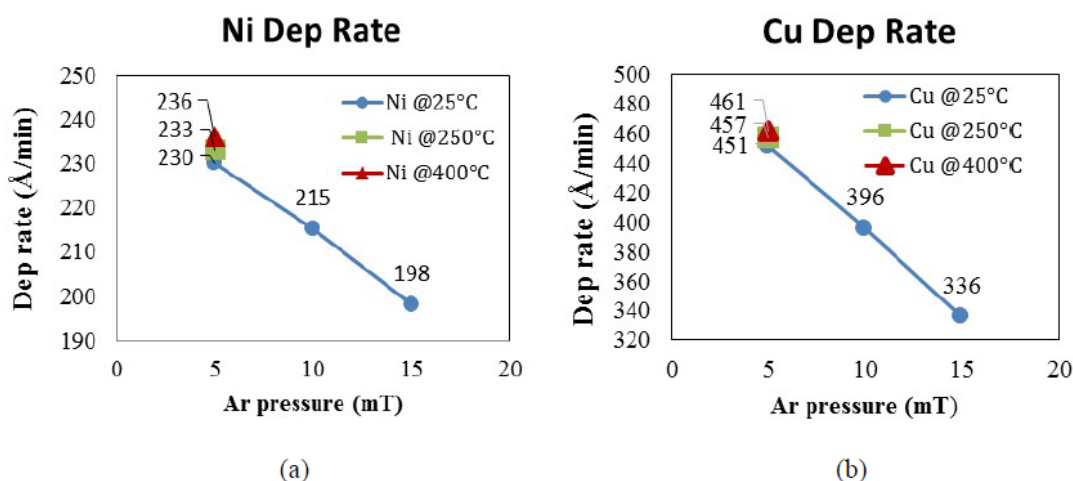 Ni Dep Rate
250
240
230
220
210
200
190
0
5
10
15
20
Dep rate (Å/min)
Ar pressure (mT)
236
233
230
215
198
Ni @25°C
Ni @250°C
Ni @400°C
(a)
Cu Dep Rate
500
480
460
440
420
400
380
360
340
320
0
5
10
15
20
Dep rate (Å/min)
Ar pressure (mT)
461
457
451
396
336
Cu @25°C
Cu @250°C
Cu @400°C
(b)